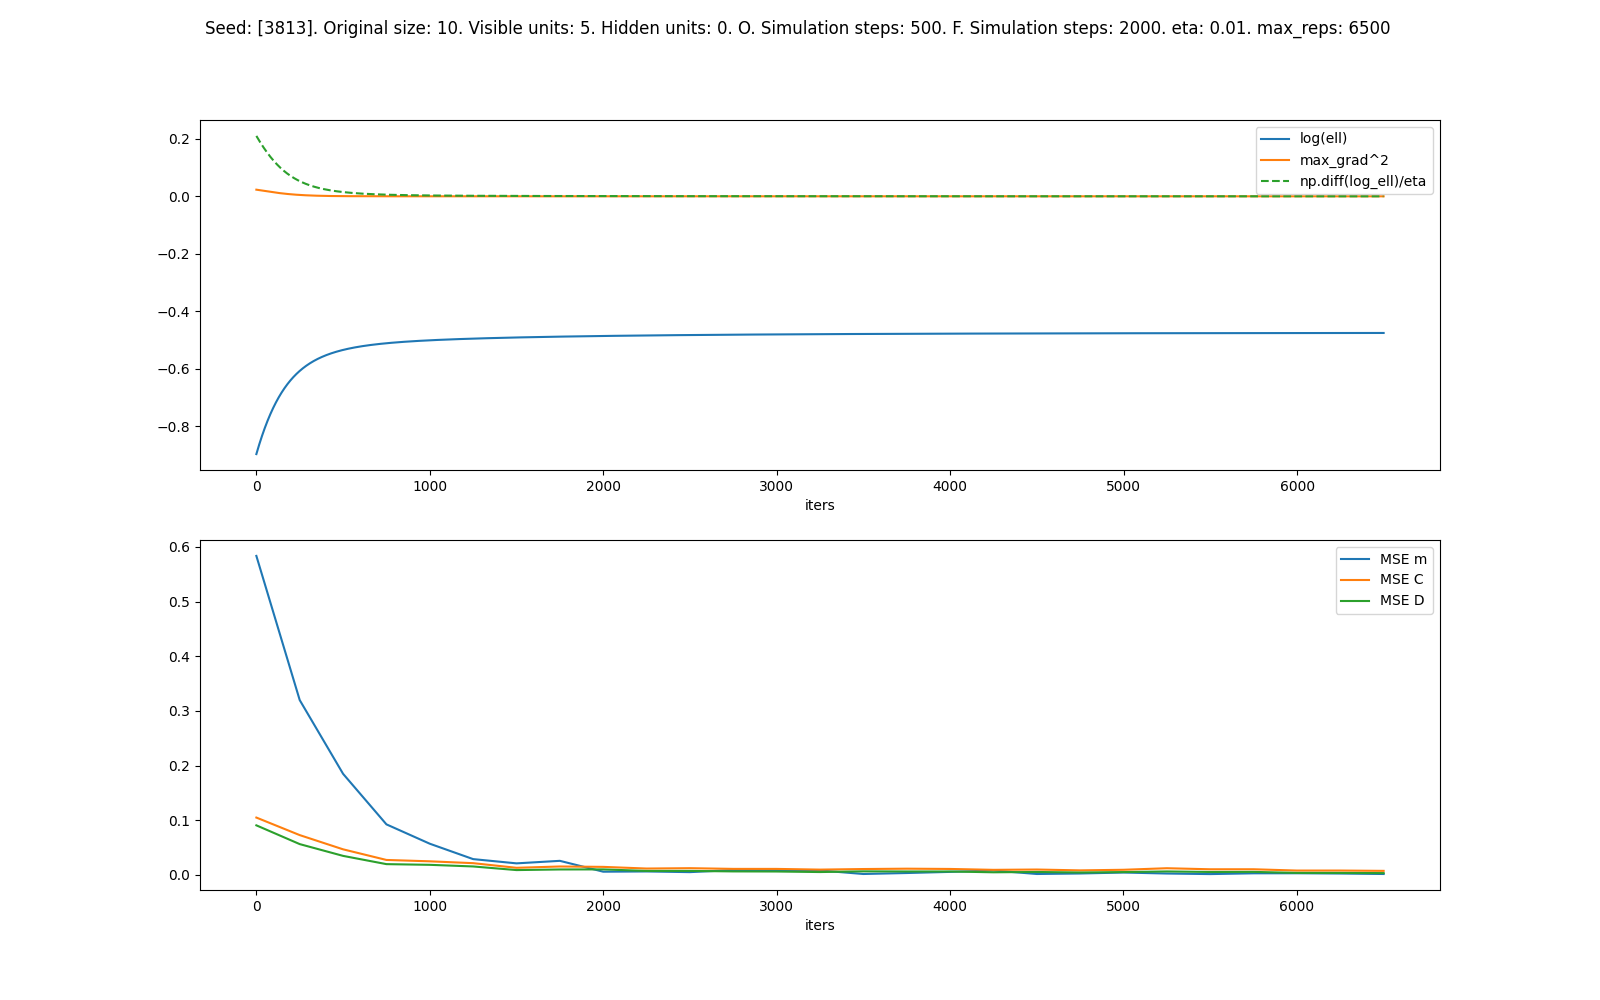 Seed: [3813]. Original size: 10. Visible units: 5. Hidden units: 0. O. Simulation steps: 500. F. Simulation steps: 2000. eta: 0.01. max_reps: 6500
0.2
0.0
−0.2
−0.4
−0.6
−0.8
log(ell)
max_grad^2
np.diff(log_ell)/eta
0 1000 2000 3000 4000 5000 6000
iters
0.6
0.5
0.4
0.3
0.2
0.1
0.0
MSE m
MSE C
MSE D
0 1000 2000 3000 4000 5000 6000
iters